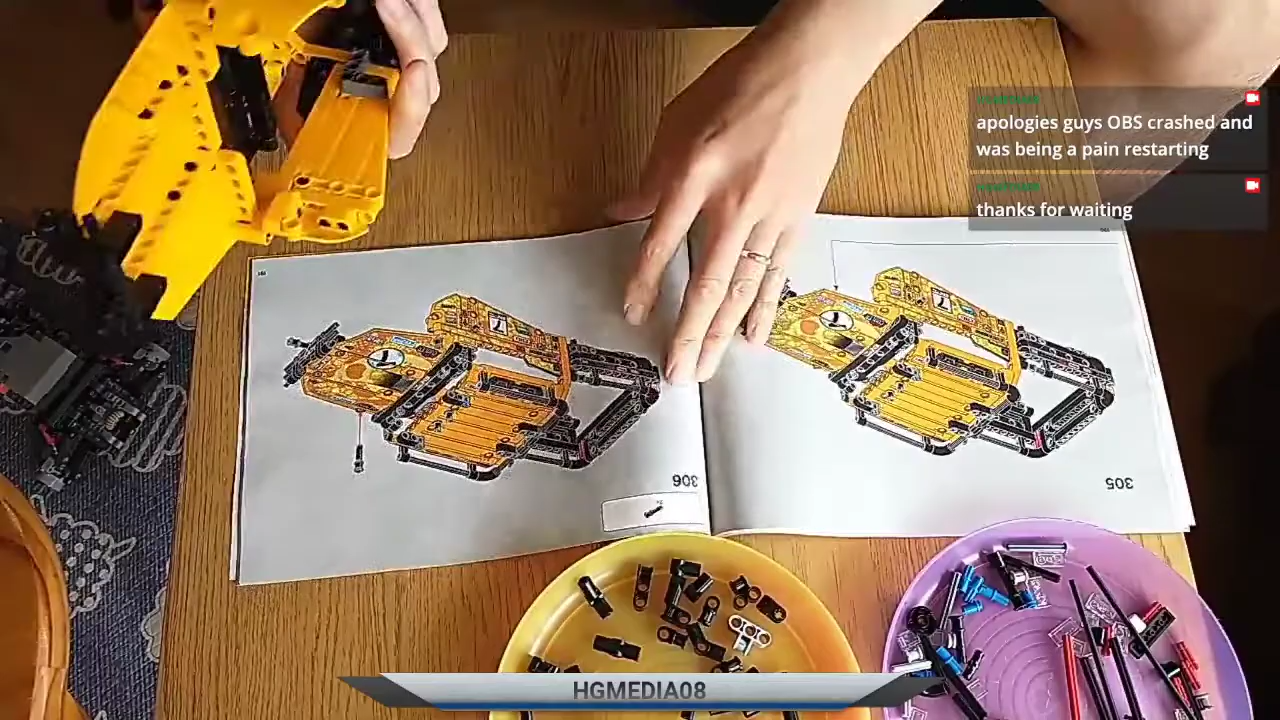 apologies guys OBS crashed and
was being a pain restarting
thanks for waiting
306
305
HGMEDIA08